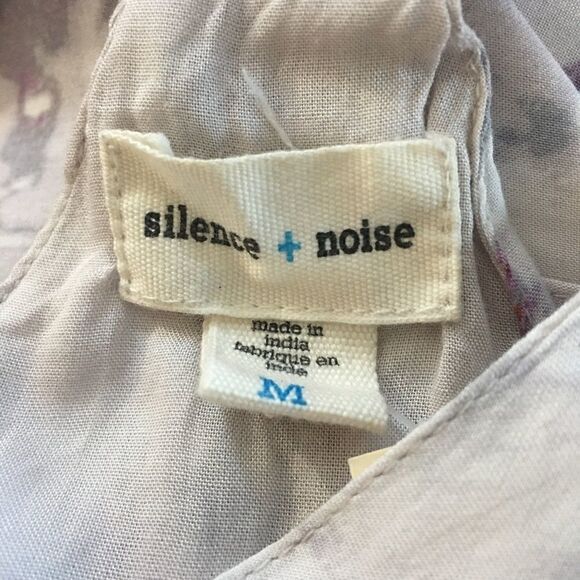 silence + noise
made in
india
fabrique en
inde
M